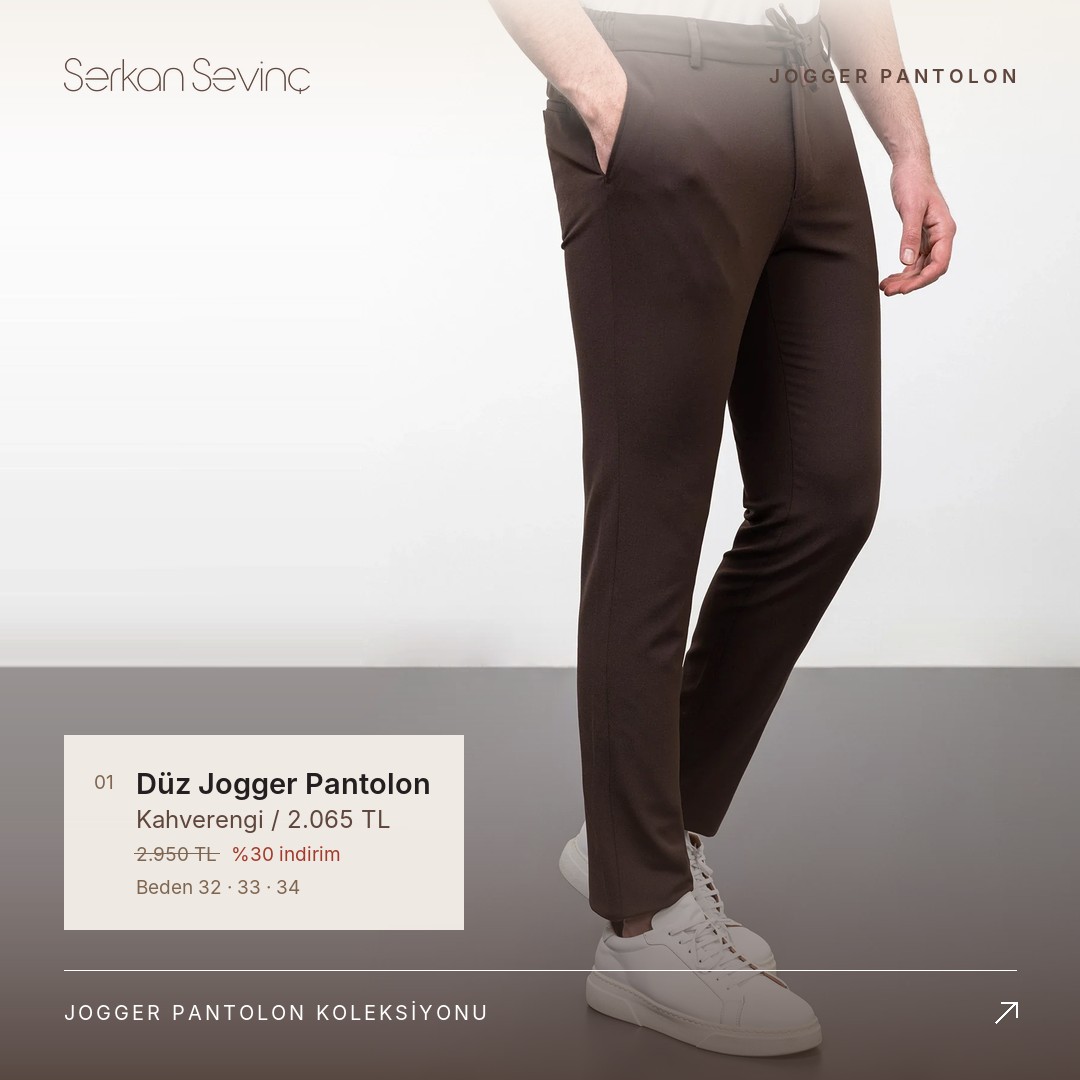 Serkan Sevinç
JOGGER PANTOLON
01 Düz Jogger Pantolon
Kahverengi / 2.065 TL
2.950 TL %30 indirim
Beden 32 · 33 · 34
JOGGER PANTOLON KOLEKSİYONU